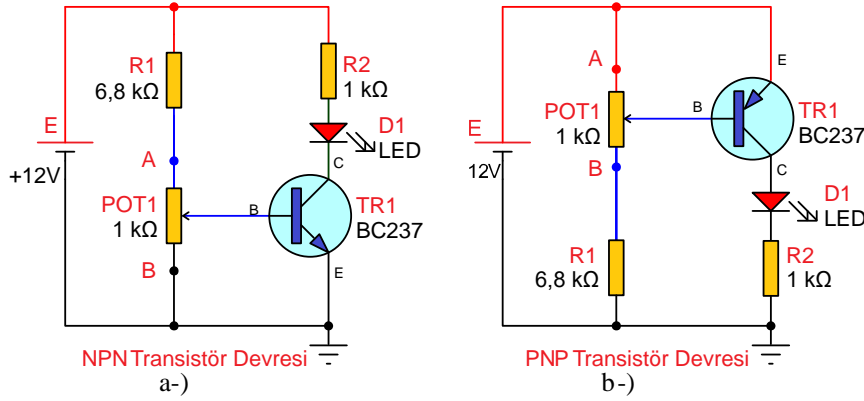 R1
6,8 kΩ
R2
1 kΩ
E
+12V
A
D1
LED
POT1
1 kΩ
B
C
B
TR1
BC237
E
NPN Transistör Devresi
a-)
A
E
POT1
1 kΩ
B
TR1
BC237
E
12V
B
C
D1
LED
R1
6,8 kΩ
R2
1 kΩ
PNP Transistör Devresi
b-)